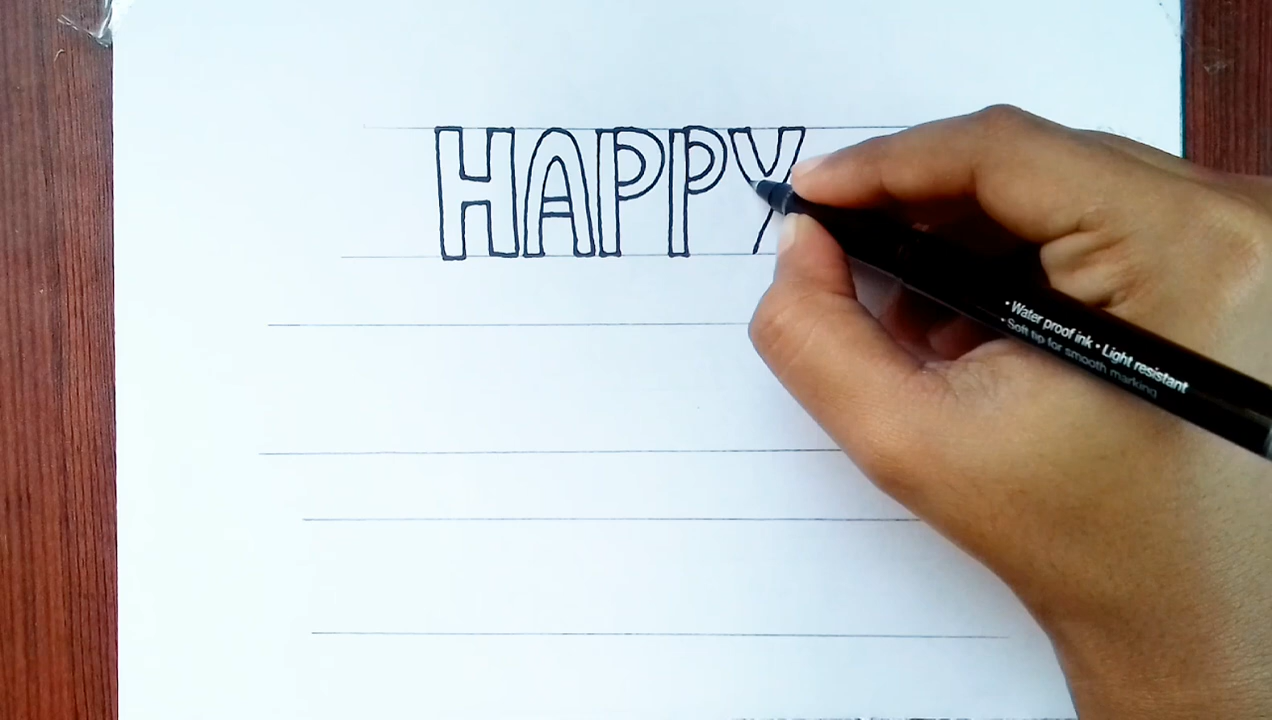 HAPPY
• Water proof ink • Light resistant
• Soft tip for smooth marking